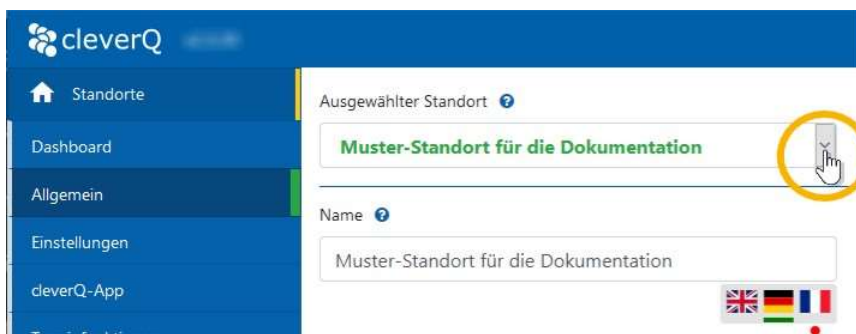 cleverQ
Standorte
Dashboard
Allgemein
Einstellungen
cleverQ-App
Ausgewählter Standort
Muster-Standort für die Dokumentation
Name
Muster-Standort für die Dokumentation